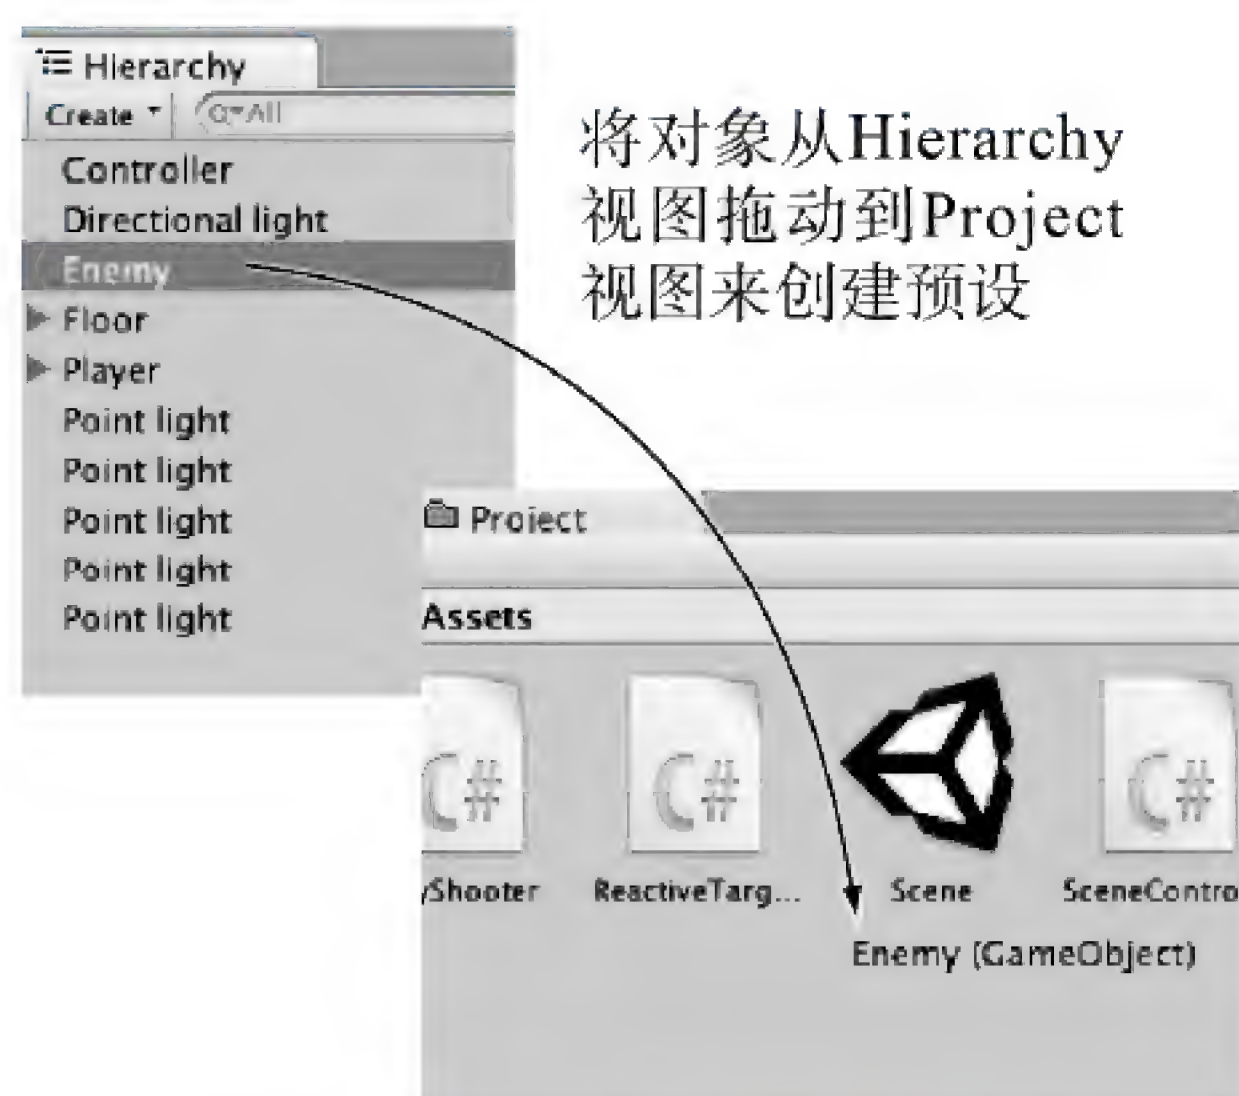 Hierarchy
Create
All
Controller
Directional light
Enemy
Floor
Player
Point light
Point light
Point light
Point light
Point light
将对象从Hierarchy
视图拖动到Project
视图来创建预设
Project
Assets
C#
C#
C#
yShooter
ReactiveTarg...
Scene
SceneContro
Enemy (GameObject)